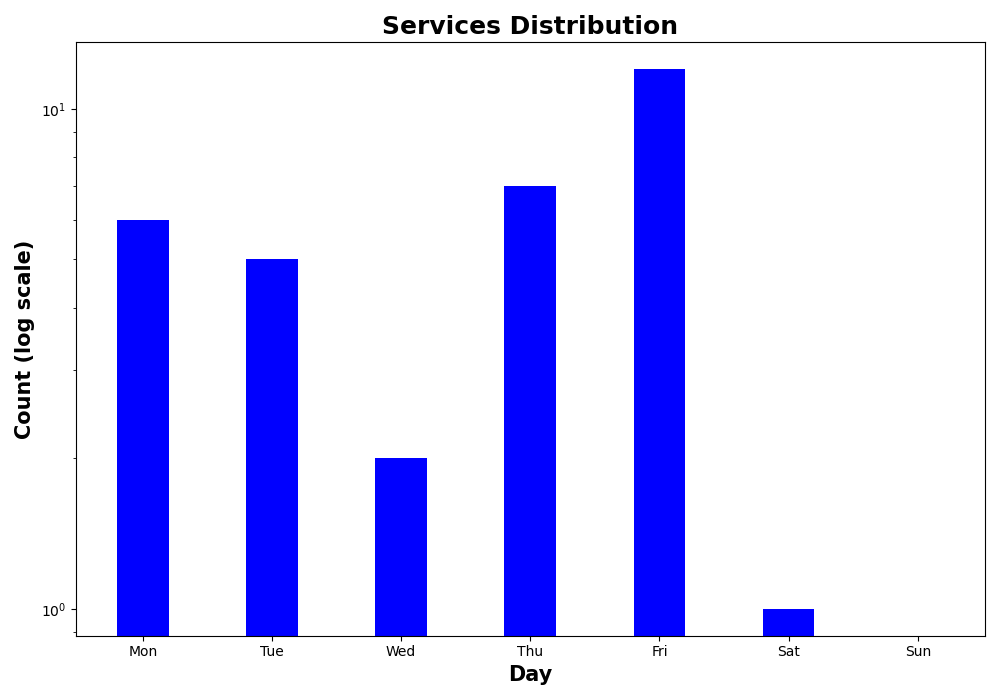 Services Distribution
Count (log scale)
10¹
10⁰
Mon Tue Wed Thu Fri Sat Sun
Day